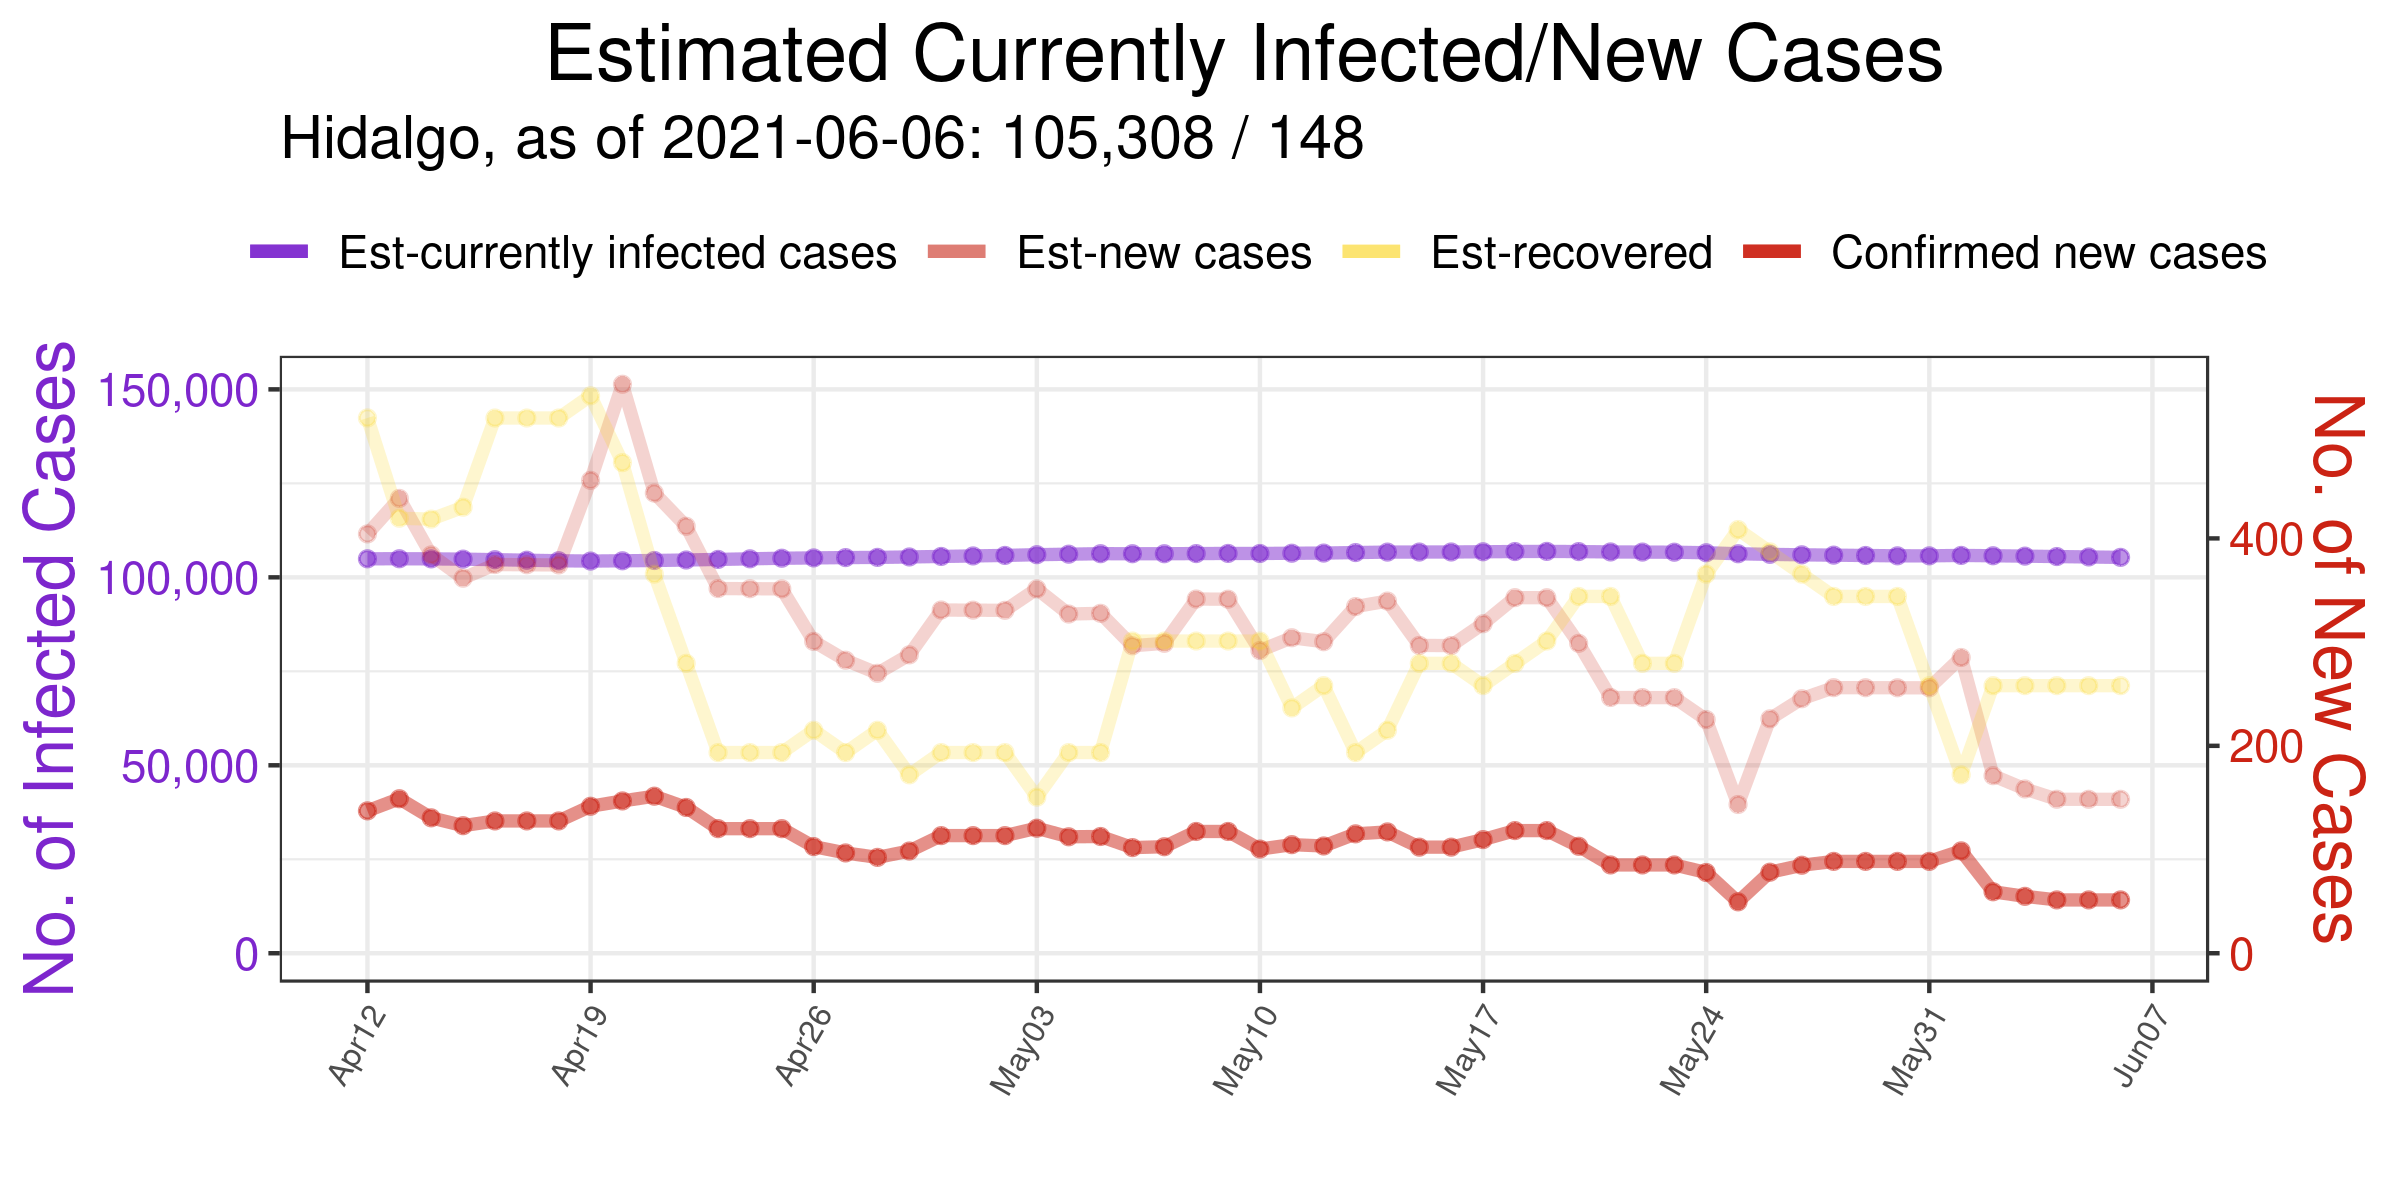 Estimated Currently Infected/New Cases
Hidalgo, as of 2021-06-06: 105,308 / 148
Est-currently infected cases Est-new cases Est-recovered Confirmed new cases
No. of Infected Cases
150,000
100,000
50,000
0
No. of New Cases
400
200
0
Apr12 Apr19 Apr26 May03 May10 May17 May24 May31 Jun07